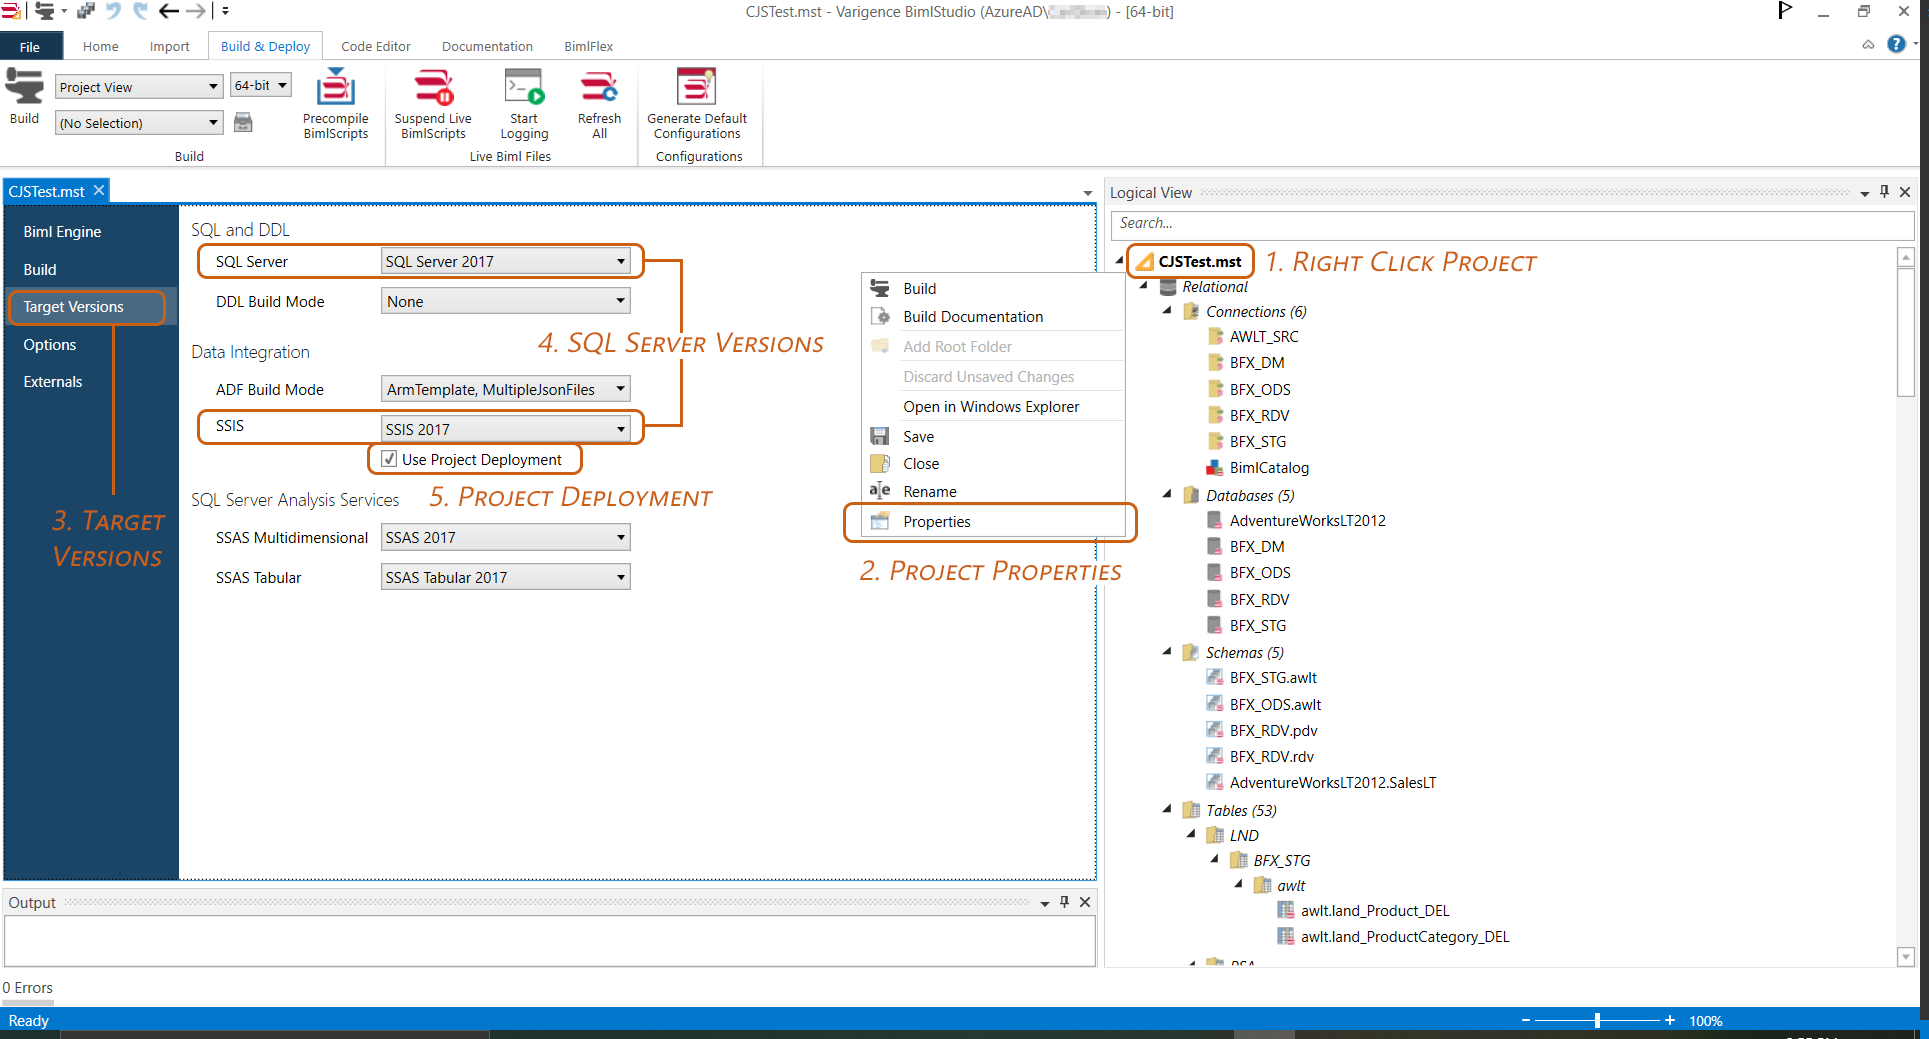 CJSTest.mst - Varigence BimlStudio (AzureAD\ ) - [64-bit]
File Home Import Build & Deploy Code Editor Documentation BimlFlex
Build
Project View
64-bit
(No Selection)
Precompile BimlScripts
Suspend Live BimlScripts
Start Logging
Refresh All
Generate Default Configurations
Build Live Biml Files Configurations
CJSTest.mst
Biml Engine
Build
Target Versions
Options
Externals
3. Target
Versions
SQL and DDL
SQL Server SQL Server 2017
DDL Build Mode None
4. SQL Server Versions
Data Integration
ADF Build Mode ArmTemplate, MultipleJsonFiles
SSIS SSIS 2017
Use Project Deployment
5. Project Deployment
SQL Server Analysis Services
SSAS Multidimensional SSAS 2017
SSAS Tabular SSAS Tabular 2017
Build
Build Documentation
Add Root Folder
Discard Unsaved Changes
Open in Windows Explorer
Save
Close
a|e Rename
Properties
2. Project Properties
Logical View
Search...
CJSTest.mst
1. Right Click Project
Relational
Connections (6)
AWLT_SRC
BFX_DM
BFX_ODS
BFX_RDV
BFX_STG
BimlCatalog
Databases (5)
AdventureWorksLT2012
BFX_DM
BFX_ODS
BFX_RDV
BFX_STG
Schemas (5)
BFX_STG.awlt
BFX_ODS.awlt
BFX_RDV.pdv
BFX_RDV.rdv
AdventureWorksLT2012.SalesLT
Tables (53)
LND
BFX_STG
awlt
awlt.land_Product_DEL
awlt.land_ProductCategory_DEL
Output
0 Errors
Ready
100%